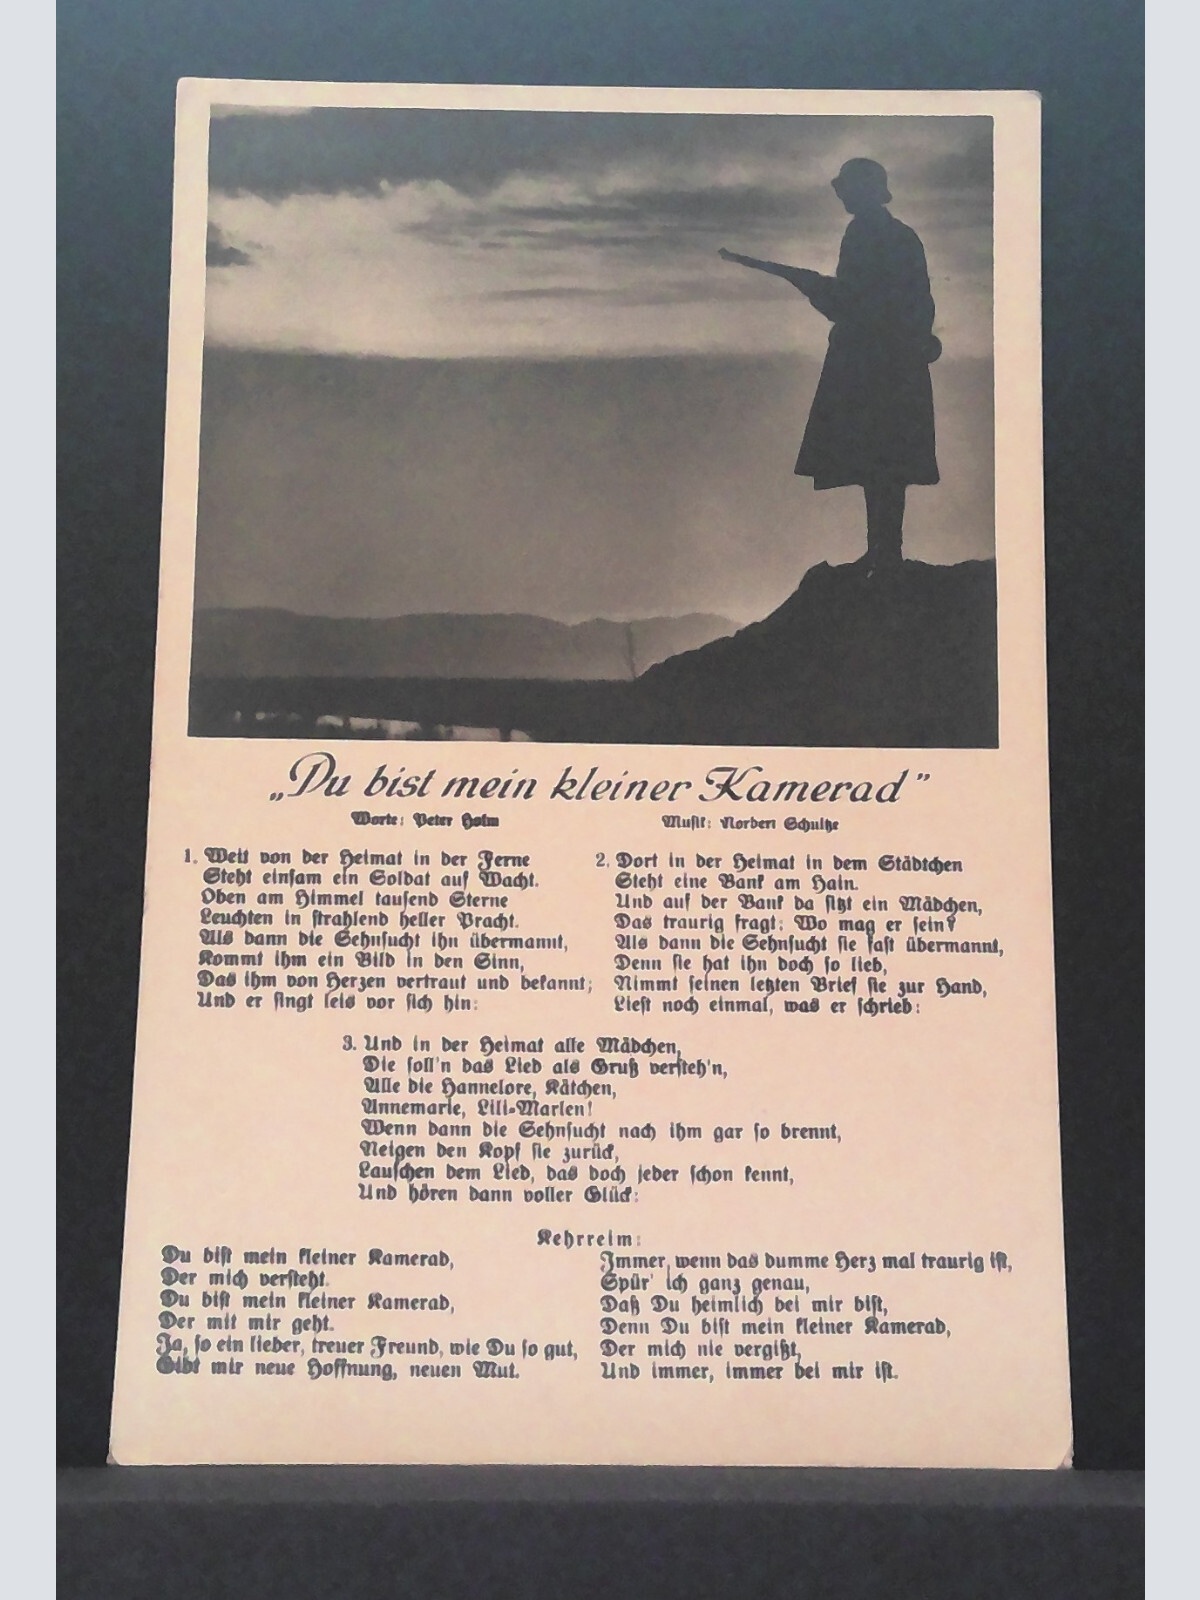 „Du bist mein kleiner Kamerad”
Worte: Peter Holm
Musik: Norbert Schultze
1. Weit von der Heimat in der Ferne
Steht einsam ein Soldat auf Wacht.
Oben am Himmel tausend Sterne
Leuchten in strahlend heller Pracht.
Als dann die Sehnsucht ihn übermannt,
Kommt ihm ein Bild in den Sinn,
Das ihm von Herzen vertraut und bekannt;
Und er singt leis vor sich hin:
2. Dort in der Heimat in dem Städtchen
Steht eine Bank am Hain.
Und auf der Bank da sitzt ein Mädchen,
Das traurig fragt: Wo mag er sein?
Als dann die Sehnsucht sie fast übermannt,
Denn sie hat ihn doch so lieb,
Nimmt seinen letzten Brief sie zur Hand,
Liest noch einmal, was er schrieb:
3. Und in der Heimat alle Mädchen,
Die soll'n das Lied als Gruß versteh'n,
Alle die Hannelore, Kätchen,
Annemarie, Lili-Marlen!
Wenn dann die Sehnsucht nach ihm gar so brennt,
Neigen den Kopf sie zurück,
Lauschen dem Lied, das doch jeder schon kennt,
Und hören dann voller Glück:
Kehrreim:
Du bist mein kleiner Kamerad,
Der mich versteht.
Du bist mein kleiner Kamerad,
Der mit mir geht.
Ja, so ein lieber, treuer Freund, wie Du so gut,
Gibt mir neue Hoffnung, neuen Mut.
Immer, wenn das dumme Herz mal traurig ist,
Spür' ich ganz genau,
Daß Du heimlich bei mir bist,
Denn Du bist mein kleiner Kamerad,
Der mich nie vergißt,
Und immer, immer bei mir ist.